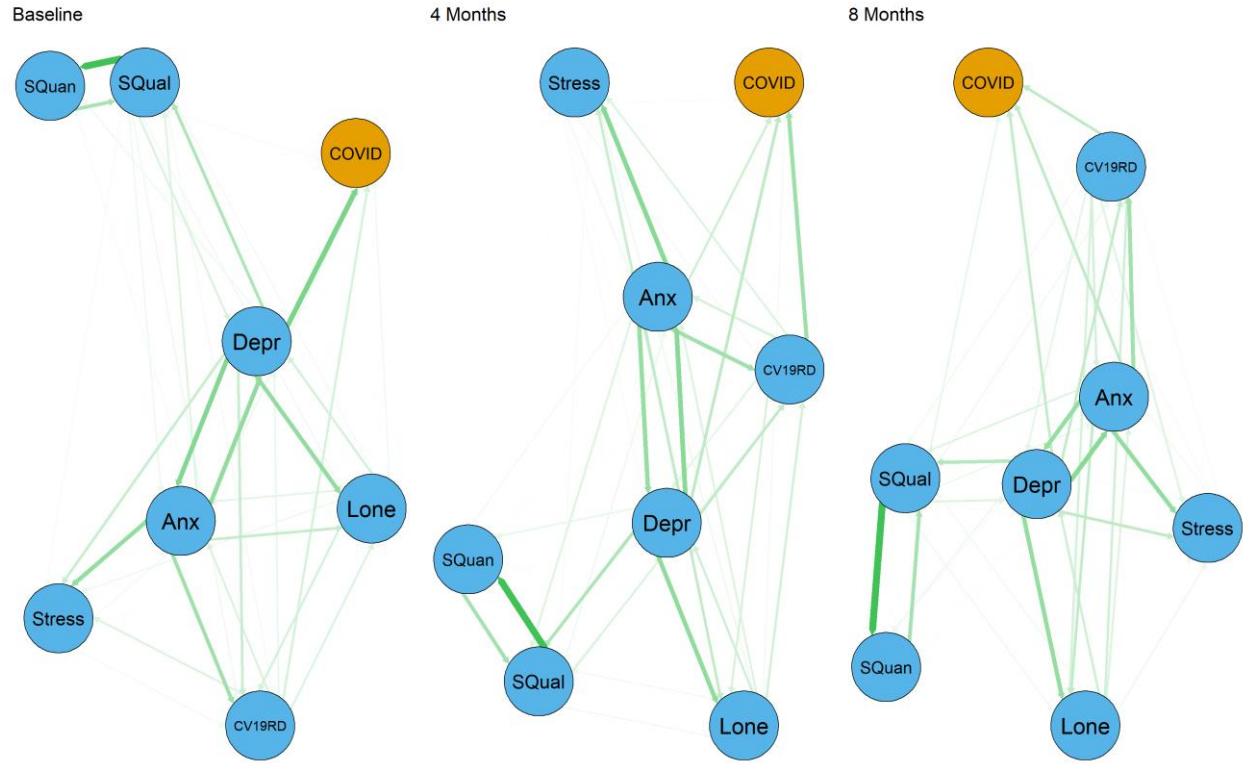 Baseline
SQuan
SQual
COVID
Depr
Anx
Lone
Stress
CV19RD
4 Months
Stress
COVID
Anx
CV19RD
Depr
SQuan
SQual
Lone
8 Months
COVID
CV19RD
Anx
SQual
Depr
Stress
SQuan
Lone